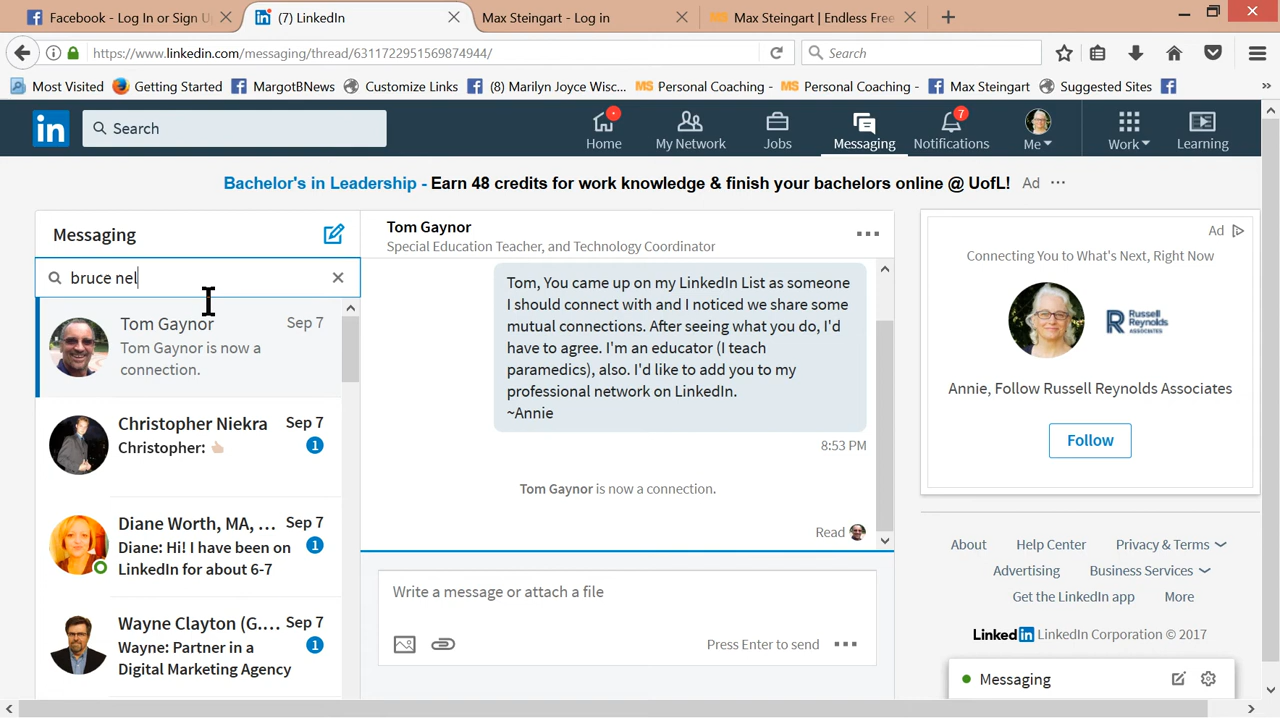 Facebook - Log In or Sign U
(7) LinkedIn
Max Steingart - Log in
Max Steingart | Endless Free
https://www.linkedin.com/messaging/thread/6311722951569874944/
Search
Most Visited
Getting Started
MargotBNews
Customize Links
(8) Marilyn Joyce Wisc...
Personal Coaching -
Personal Coaching -
Max Steingart
Suggested Sites
in
Search
Home
My Network
Jobs
Messaging
7
Notifications
Me
Work
Learning
Bachelor's in Leadership - Earn 48 credits for work knowledge & finish your bachelors online @ UofL! Ad ...
Messaging
bruce nel
Tom Gaynor
Sep 7
Tom Gaynor is now a
connection.
Christopher Niekra
Sep 7
Christopher:
1
Diane Worth, MA, ...
Sep 7
Diane: Hi! I have been on
LinkedIn for about 6-7
1
Wayne Clayton (G....
Sep 7
Wayne: Partner in a
Digital Marketing Agency
1
Tom Gaynor
Special Education Teacher, and Technology Coordinator
Tom, You came up on my LinkedIn List as someone
I should connect with and I noticed we share some
mutual connections. After seeing what you do, I'd
have to agree. I'm an educator (I teach
paramedics), also. I'd like to add you to my
professional network on LinkedIn.
~Annie
8:53 PM
Tom Gaynor is now a connection.
Read
Write a message or attach a file
Press Enter to send
Ad
Connecting You to What's Next, Right Now
R Russell
Reynolds
ASSOCIATES
Annie, Follow Russell Reynolds Associates
Follow
About
Help Center
Privacy & Terms
Advertising
Business Services
Get the LinkedIn app
More
Linked in LinkedIn Corporation © 2017
Messaging